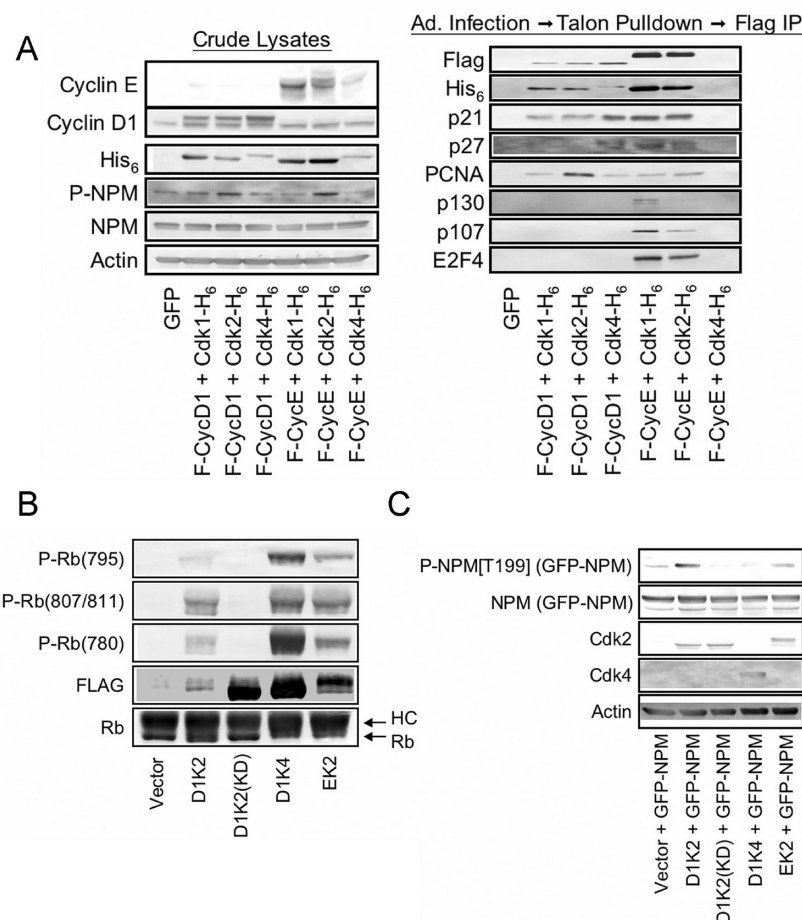 A
Crude Lysates
Cyclin E
Cyclin D1
His6
P-NPM
NPM
Actin
GFP
F-CycD1 + Cdk1-H6
F-CycD1 + Cdk2-H6
F-CycD1 + Cdk4-H6
F-CycE + Cdk1-H6
F-CycE + Cdk2-H6
F-CycE + Cdk4-H6
Ad. Infection → Talon Pulldown → Flag IP
Flag
His6
p21
p27
PCNA
p130
p107
E2F4
GFP
F-CycD1 + Cdk1-H6
F-CycD1 + Cdk2-H6
F-CycD1 + Cdk4-H6
F-CycE + Cdk1-H6
F-CycE + Cdk2-H6
F-CycE + Cdk4-H6
B
P-Rb(795)
P-Rb(807/811)
P-Rb(780)
FLAG
Rb
HC
Rb
Vector
D1K2
D1K2(KD)
D1K4
EK2
C
P-NPM[T199] (GFP-NPM)
NPM (GFP-NPM)
Cdk2
Cdk4
Actin
Vector + GFP-NPM
D1K2 + GFP-NPM
D1K2(KD) + GFP-NPM
D1K4 + GFP-NPM
EK2 + GFP-NPM